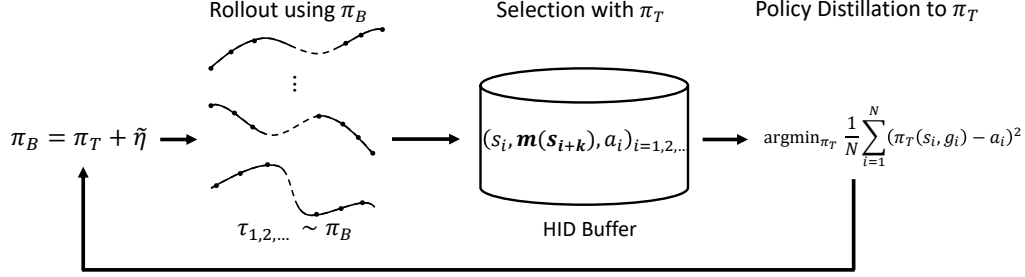 Rollout using π_B
Selection with π_T
Policy Distillation to π_T
⋮
π_B = π_T + η̃
(s_i, m(s_{i+k}), a_i)_{i=1,2,...}
argmin_{π_T} 1/N ∑_{i=1}^{N} (π_T(s_i, g_i) − a_i)²
τ_{1,2,...} ~ π_B
HID Buffer